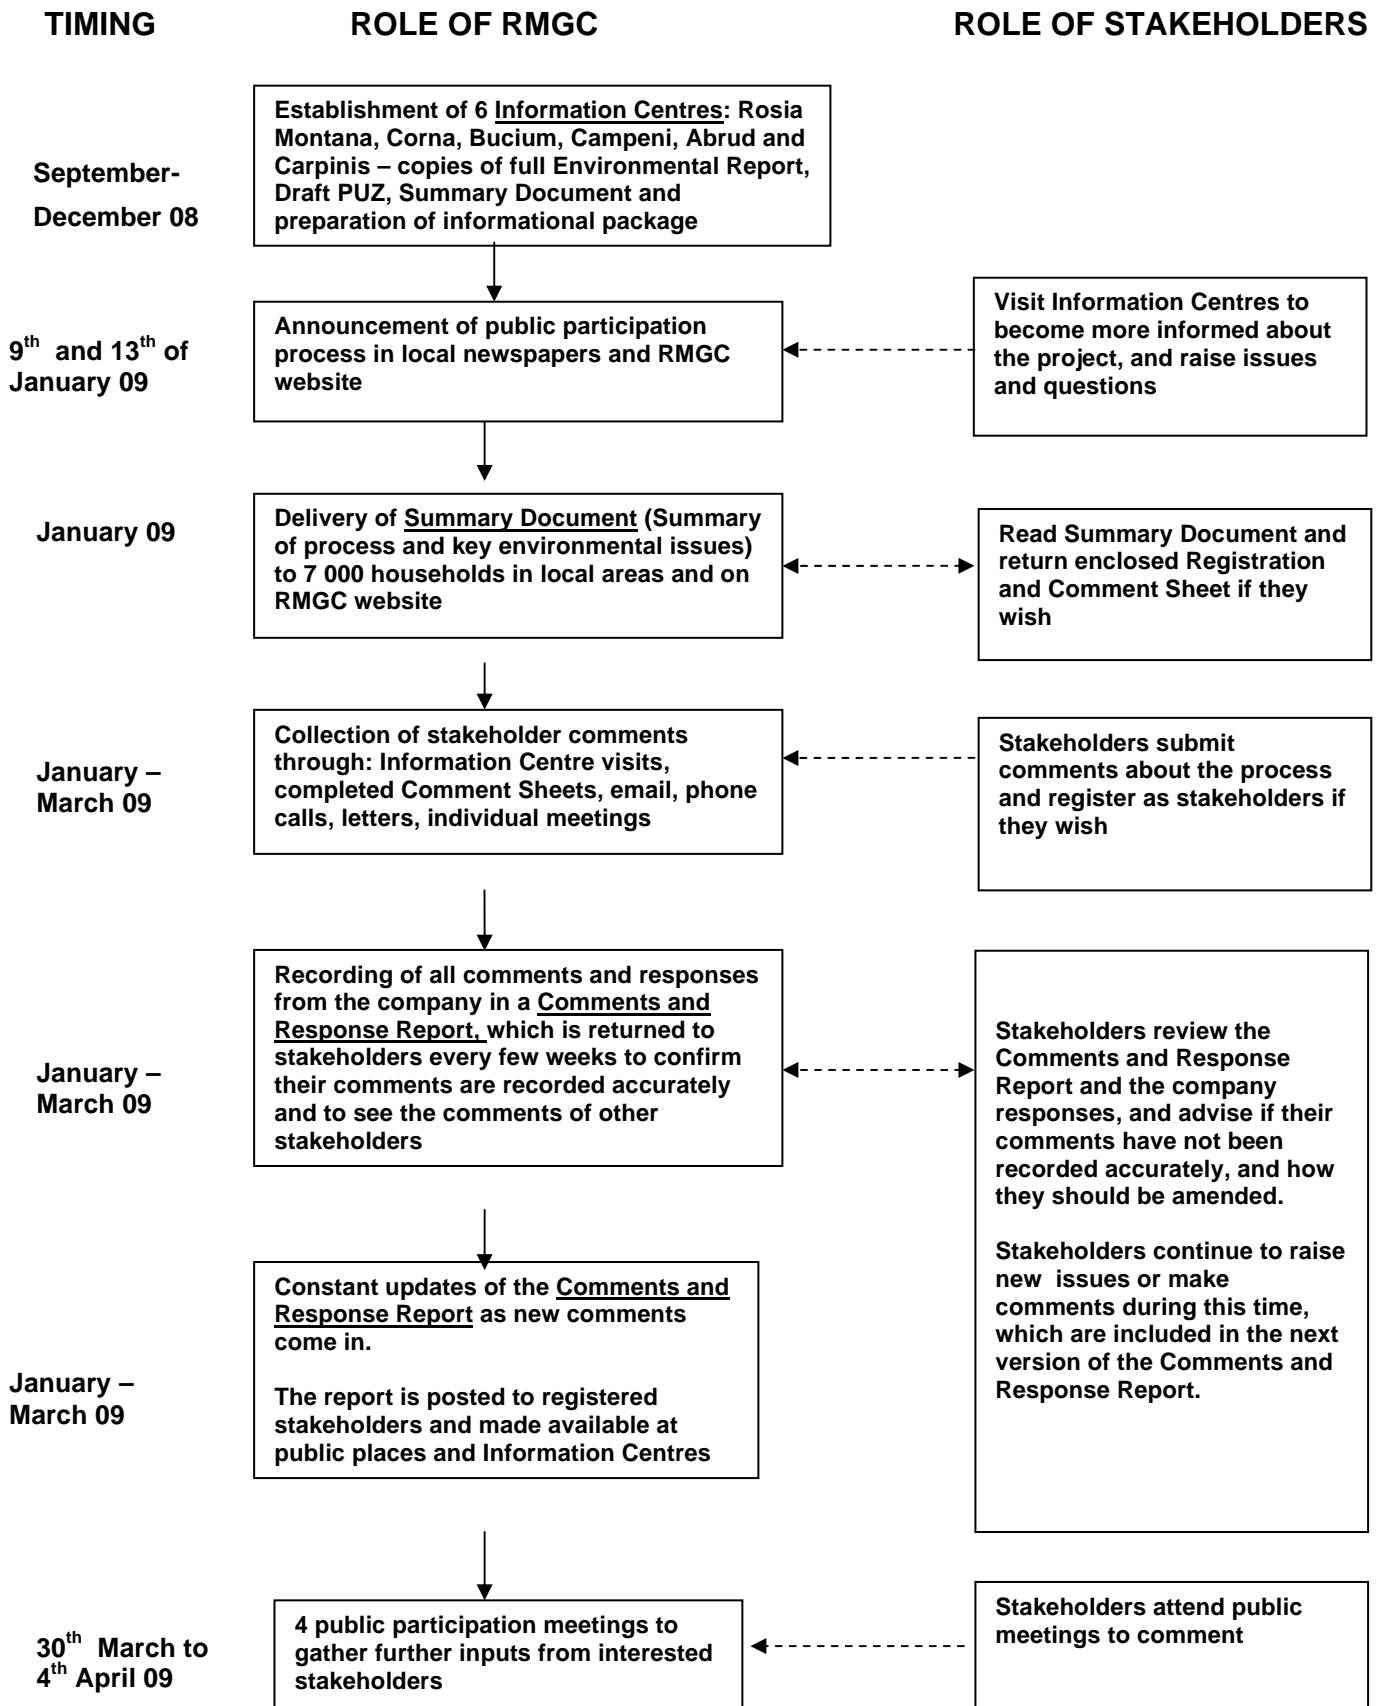 TIMING ROLE OF RMGC ROLE OF STAKEHOLDERS
September-
December 08
Establishment of 6 Information Centres: Rosia
Montana, Corna, Bucium, Campeni, Abrud and
Carpinis – copies of full Environmental Report,
Draft PUZ, Summary Document and
preparation of informational package
9th and 13th of
January 09
Announcement of public participation
process in local newspapers and RMGC
website
Visit Information Centres to
become more informed about
the project, and raise issues
and questions
January 09
Delivery of Summary Document (Summary
of process and key environmental issues)
to 7 000 households in local areas and on
RMGC website
Read Summary Document and
return enclosed Registration
and Comment Sheet if they
wish
January –
March 09
Collection of stakeholder comments
through: Information Centre visits,
completed Comment Sheets, email, phone
calls, letters, individual meetings
Stakeholders submit
comments about the process
and register as stakeholders if
they wish
January –
March 09
Recording of all comments and responses
from the company in a Comments and
Response Report, which is returned to
stakeholders every few weeks to confirm
their comments are recorded accurately
and to see the comments of other
stakeholders
Stakeholders review the
Comments and Response
Report and the company
responses, and advise if their
comments have not been
recorded accurately, and how
they should be amended.
Stakeholders continue to raise
new issues or make
comments during this time,
which are included in the next
version of the Comments and
Response Report.
January –
March 09
Constant updates of the Comments and
Response Report as new comments
come in.
The report is posted to registered
stakeholders and made available at
public places and Information Centres
30th March to
4th April 09
4 public participation meetings to
gather further inputs from interested
stakeholders
Stakeholders attend public
meetings to comment